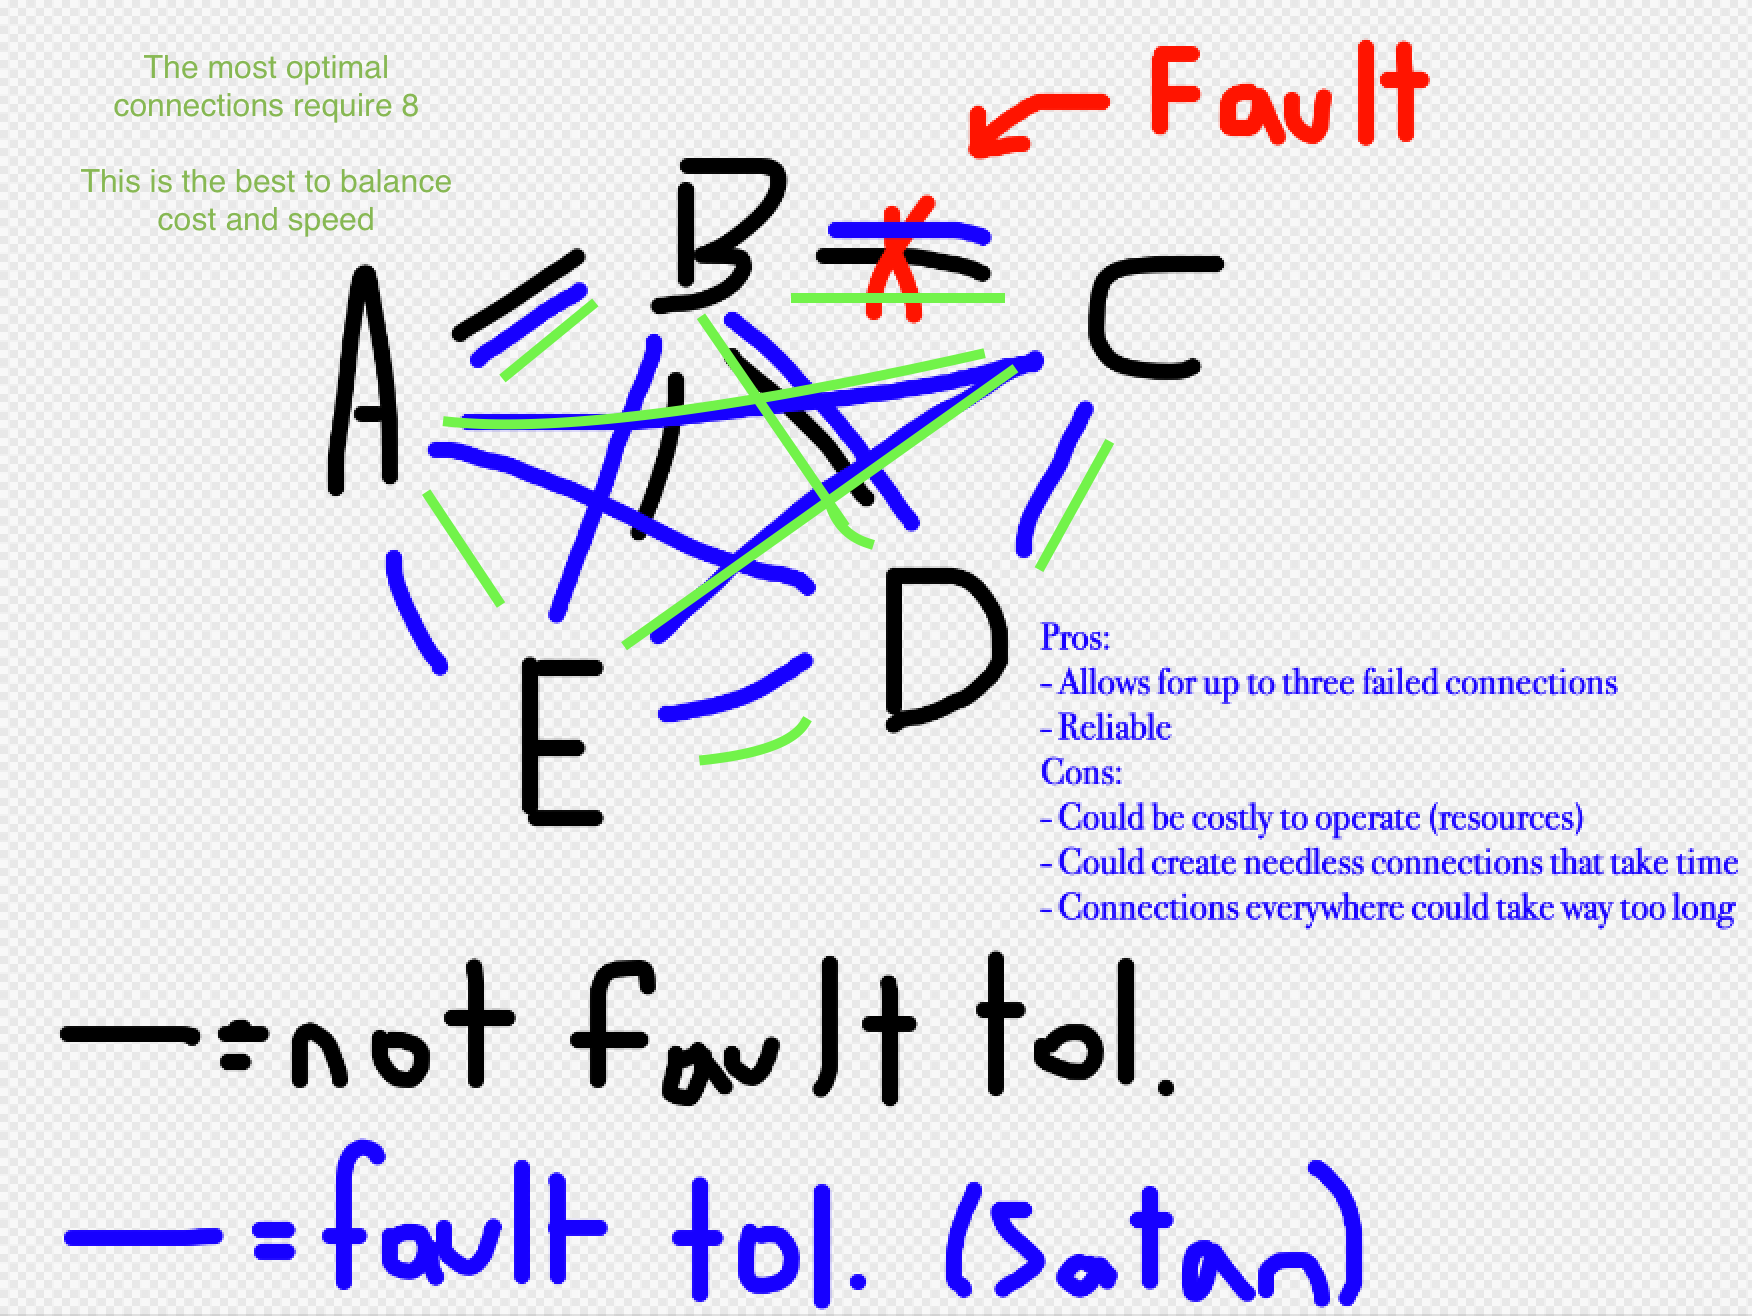 The most optimal
connections require 8
This is the best to balance
cost and speed
Fault
B
A
C
D
E
Pros:
- Allows for up to three failed connections
- Reliable
Cons:
- Could be costly to operate (resources)
- Could create needless connections that take time
- Connections everywhere could take way too long
— = not fault tol.
— = fault tol. (Satan)